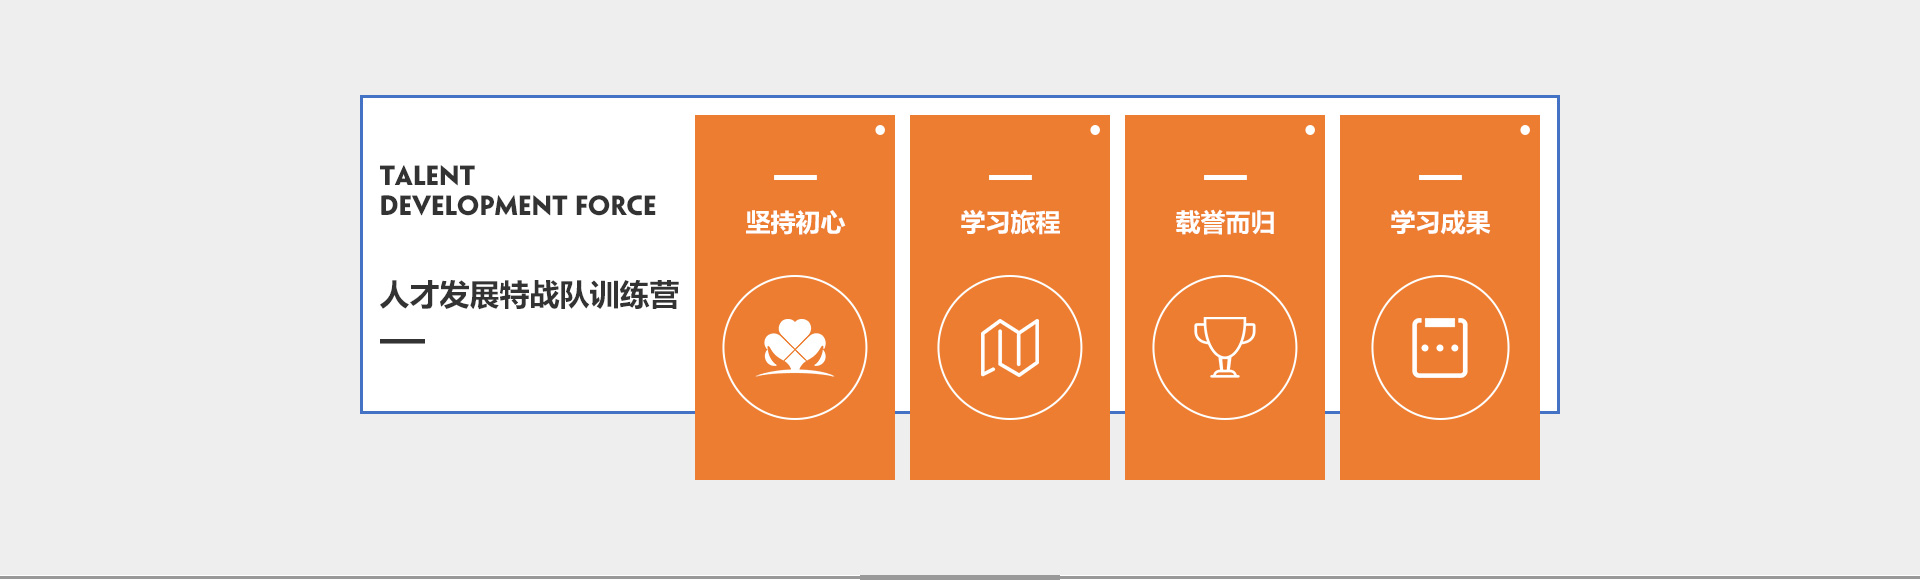 TALENT
DEVELOPMENT FORCE
人才发展特战队训练营
坚持初心
学习旅程
载誉而归
学习成果